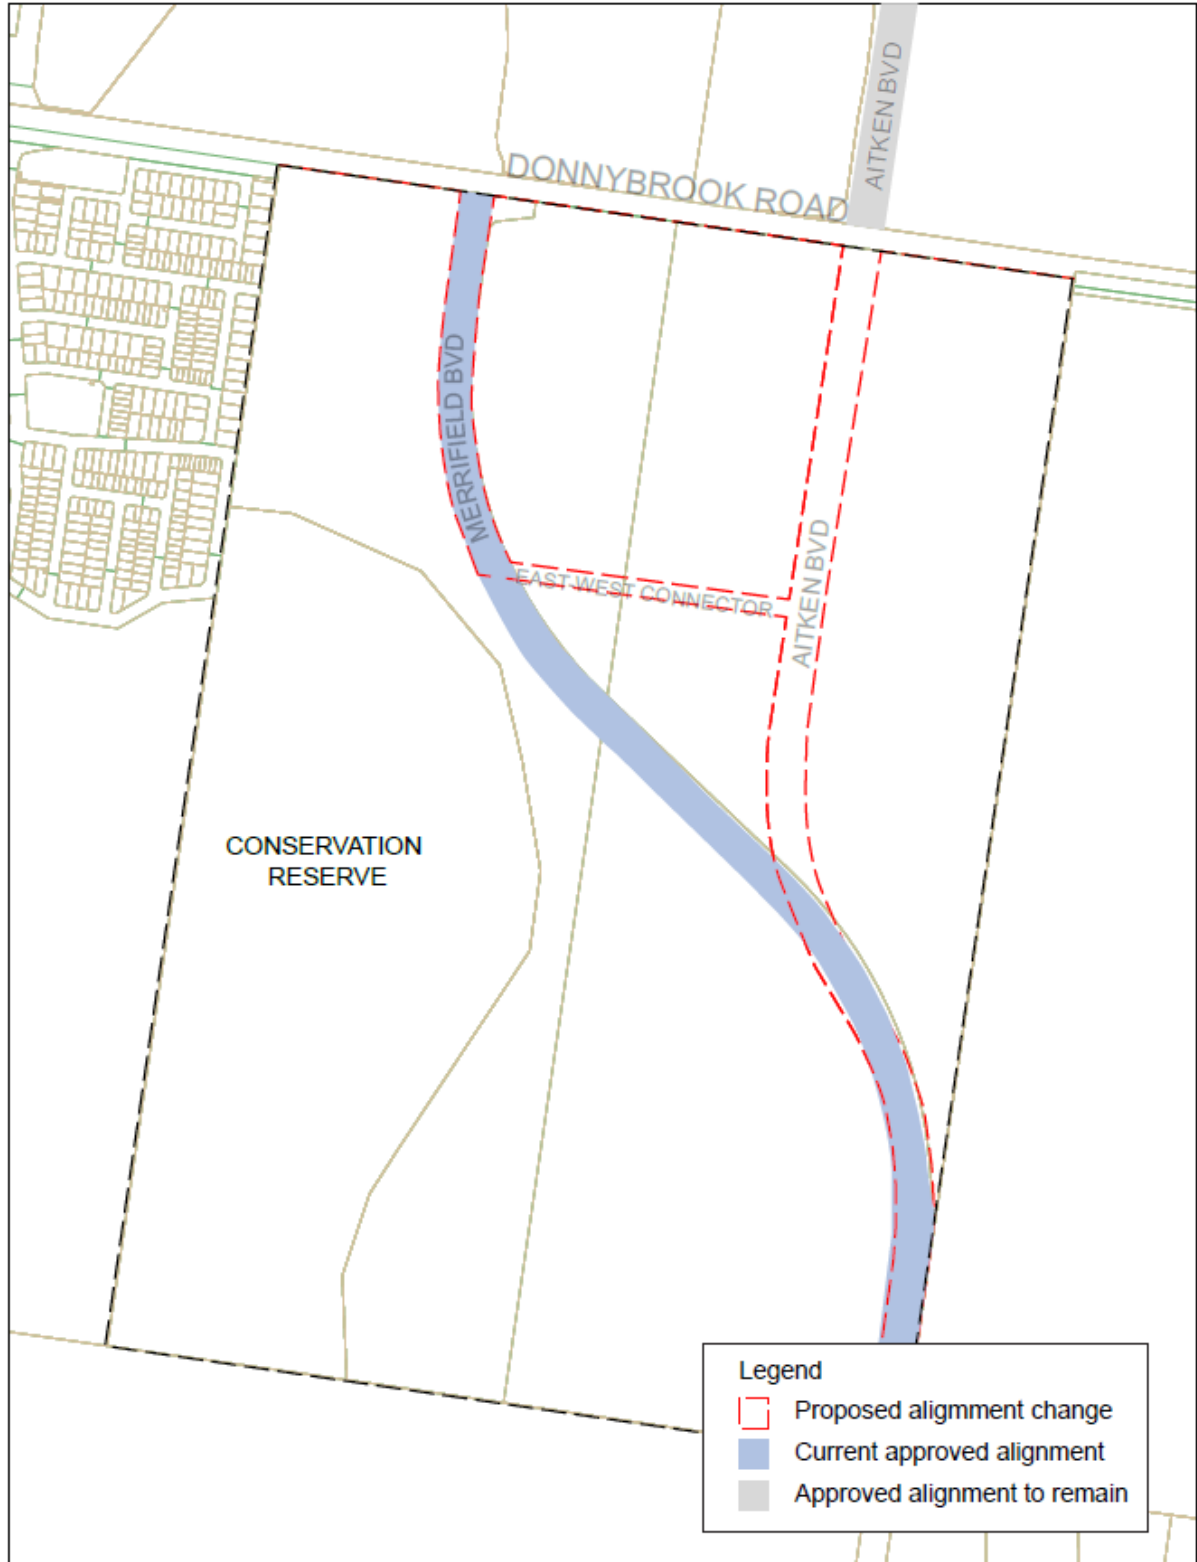 AITKEN BVD
DONNYBROOK ROAD
MERRIFIELD BVD
EAST WEST CONNECTOR
AITKEN BVD
CONSERVATION
RESERVE
Legend
Proposed aligmment change
Current approved alignment
Approved alignment to remain